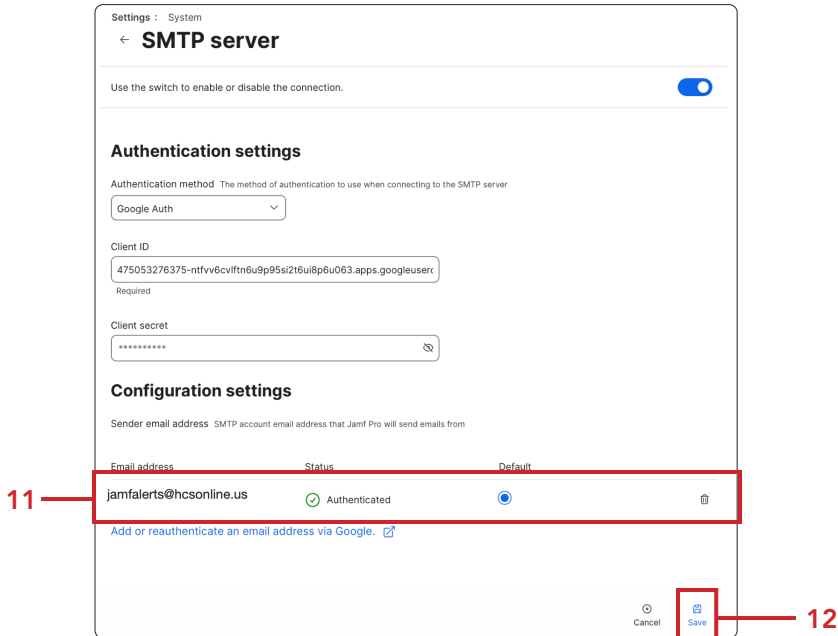 Settings : System
← SMTP server
Use the switch to enable or disable the connection.
Authentication settings
Authentication method The method of authentication to use when connecting to the SMTP server
Google Auth
Client ID
475053276375-ntfvv6cvlftn6u9p95si2t6ui8p6u063.apps.googleuserc
Required
Client secret
**********
Configuration settings
Sender email address SMTP account email address that Jamf Pro will send emails from
Email address Status Default
11 jamfalerts@hcsonline.us Authenticated
Add or reauthenticate an email address via Google.
Cancel Save 12